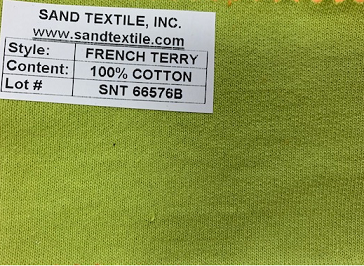 SAND TEXTILE, INC.
www.sandtextile.com
Style: FRENCH TERRY
Content: 100% COTTON
Lot # SNT 66576B